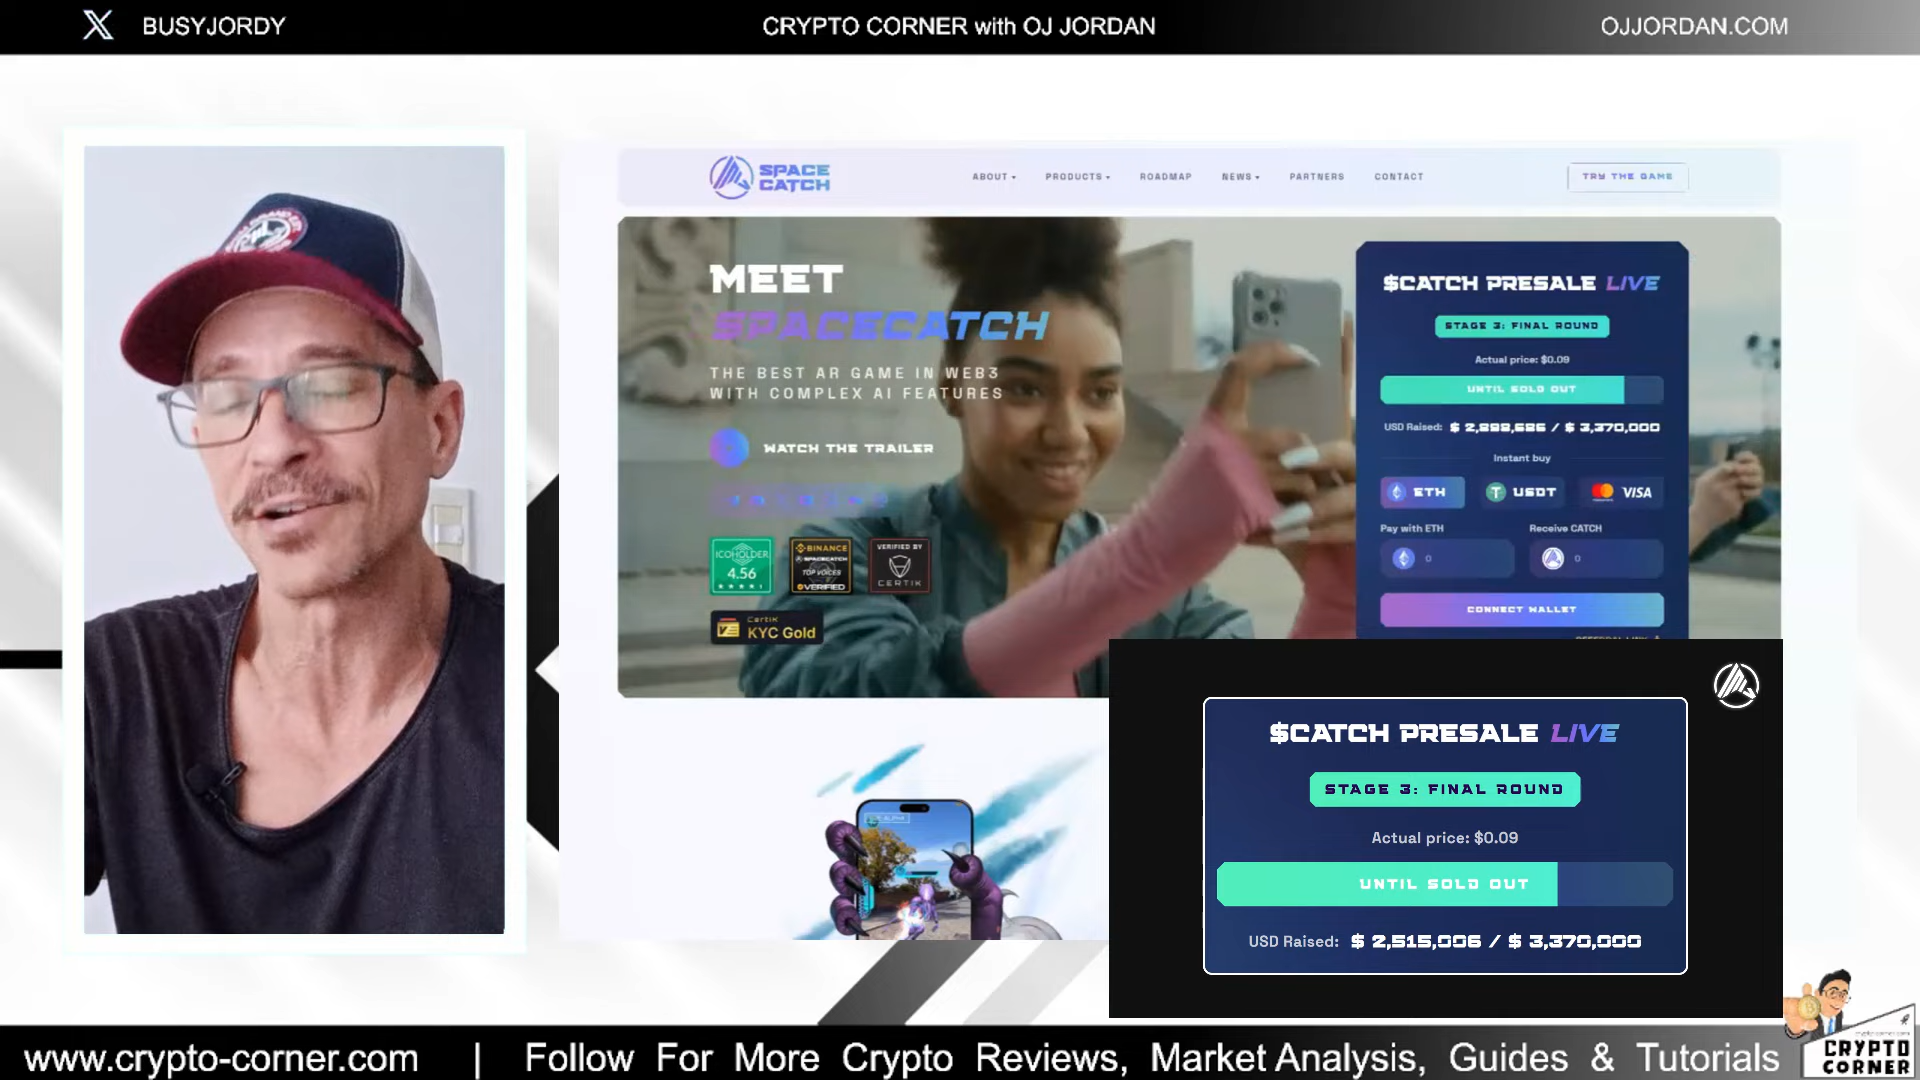 X BUSYJORDY
CRYPTO CORNER with OJ JORDAN
OJJORDAN.COM
SPACE
CATCH
ABOUT
PRODUCTS
ROADMAP
NEWS
PARTNERS
CONTACT
TRY THE GAME
MEET
SPACECATCH
THE BEST AR GAME IN WEB3
WITH COMPLEX AI FEATURES
WATCH THE TRAILER
ICOHOLDER
4.56
BINANCE
SPACECATCH
TOP VOICES
VERIFIED
VERIFIED BY
CERTIK
CertiK
KYC Gold
$CATCH PRESALE LIVE
STAGE 3: FINAL ROUND
Actual price: $0.09
UNTIL SOLD OUT
USD Raised: $ 2,898,686 / $ 3,370,000
Instant buy
ETH
USDT
VISA
Pay with ETH
Receive CATCH
0
0
CONNECT WALLET
$CATCH PRESALE LIVE
STAGE 3: FINAL ROUND
Actual price: $0.09
UNTIL SOLD OUT
USD Raised: $ 2,515,006 / $ 3,370,000
www.crypto-corner.com | Follow For More Crypto Reviews, Market Analysis, Guides & Tutorials
CRYPTO
CORNER